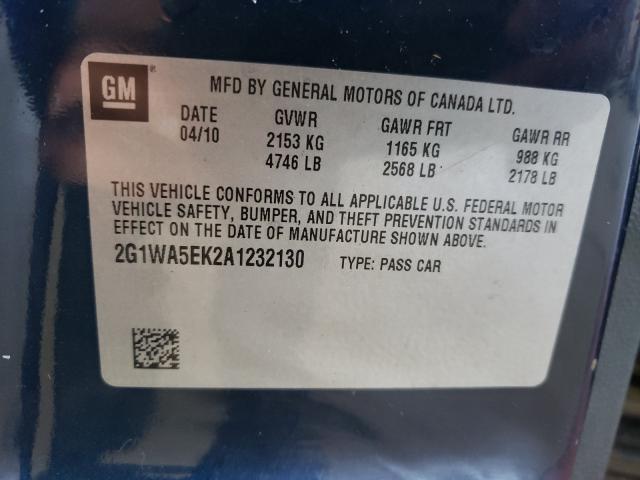 GM
MFD BY GENERAL MOTORS OF CANADA LTD.
DATE GVWR GAWR FRT GAWR RR
04/10 2153 KG 1165 KG 988 KG
4746 LB 2568 LB 2178 LB
THIS VEHICLE CONFORMS TO ALL APPLICABLE U.S. FEDERAL MOTOR
VEHICLE SAFETY, BUMPER, AND THEFT PREVENTION STANDARDS IN
EFFECT ON THE DATE OF MANUFACTURE SHOWN ABOVE.
2G1WA5EK2A1232130 TYPE: PASS CAR